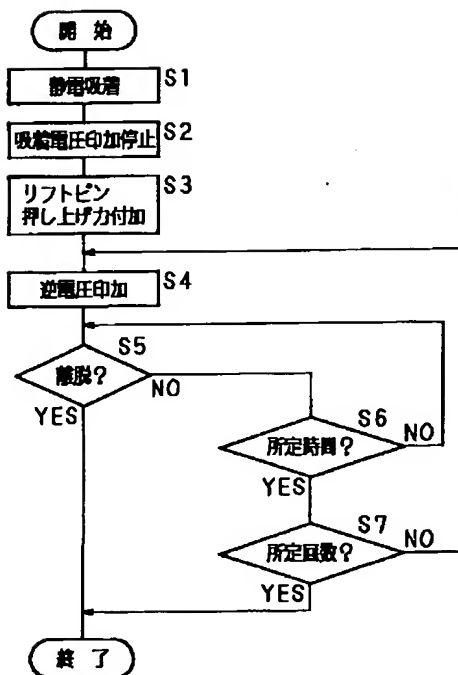 開始
静電吸着 S1
吸着電圧印加停止 S2
リフトピン S3
押し上げ力付加
逆電圧印加 S4
S5
離脱?
NO
YES
S6
所定時間?
NO
YES
S7
所定回数?
NO
YES
終了